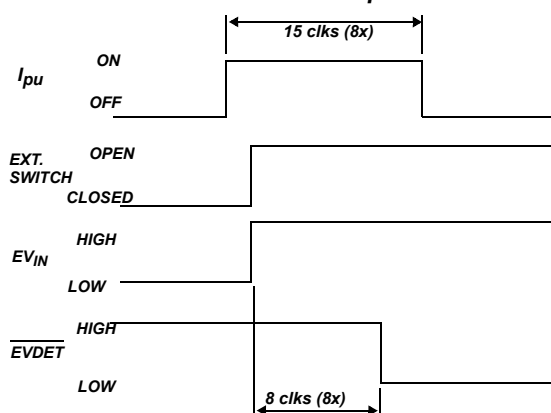 15 clks (8x)
Ipu
ON
OFF
EXT.
SWITCH
OPEN
CLOSED
EVIN
HIGH
LOW
EVDET
HIGH
LOW
8 clks (8x)